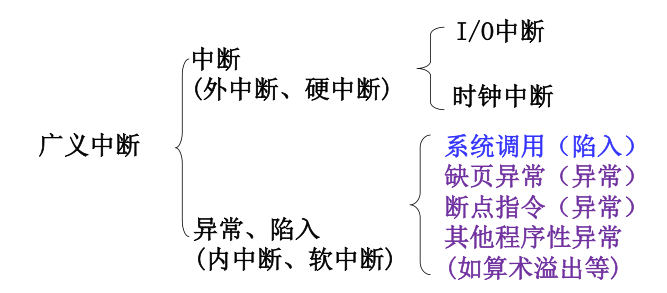 广义中断
中断
(外中断、硬中断)
I/O中断
时钟中断
异常、陷入
(内中断、软中断)
系统调用（陷入）
缺页异常（异常）
断点指令（异常）
其他程序性异常
(如算术溢出等)